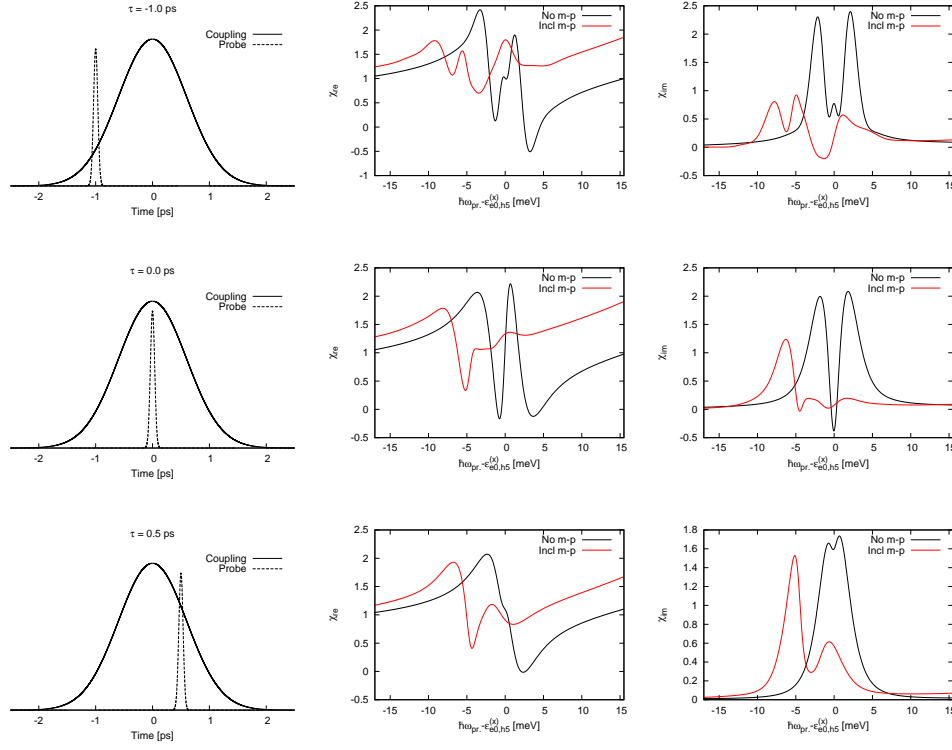 τ = -1.0 ps
Coupling
Probe
-2 -1 0 1 2
Time [ps]
No m-p
Incl m-p
χre
2.5
2
1.5
1
0.5
0
-0.5
-1
-15 -10 -5 0 5 10 15
ħωpr.-ε(x)e0,h5 [meV]
No m-p
Incl m-p
χim
2.5
2
1.5
1
0.5
0
-0.5
-15 -10 -5 0 5 10 15
ħωpr.-ε(x)e0,h5 [meV]
τ = 0.0 ps
Coupling
Probe
-2 -1 0 1 2
Time [ps]
No m-p
Incl m-p
χre
2.5
2
1.5
1
0.5
0
-0.5
-15 -10 -5 0 5 10 15
ħωpr.-ε(x)e0,h5 [meV]
No m-p
Incl m-p
χim
2.5
2
1.5
1
0.5
0
-0.5
-15 -10 -5 0 5 10 15
ħωpr.-ε(x)e0,h5 [meV]
τ = 0.5 ps
Coupling
Probe
-2 -1 0 1 2
Time [ps]
No m-p
Incl m-p
χre
2.5
2
1.5
1
0.5
0
-0.5
-15 -10 -5 0 5 10 15
ħωpr.-ε(x)e0,h5 [meV]
No m-p
Incl m-p
χim
1.8
1.6
1.4
1.2
1
0.8
0.6
0.4
0.2
0
-15 -10 -5 0 5 10 15
ħωpr.-ε(x)e0,h5 [meV]